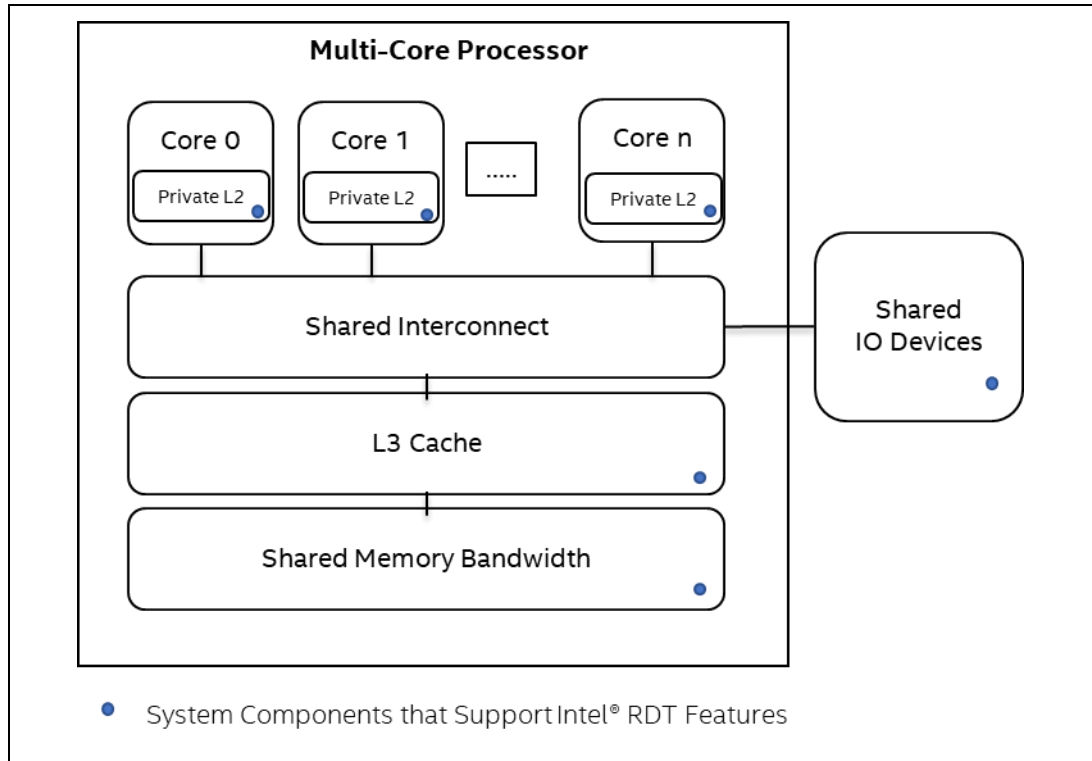 Multi-Core Processor
Core 0
Private L2
Core 1
Private L2
.....
Core n
Private L2
Shared Interconnect
Shared
IO Devices
L3 Cache
Shared Memory Bandwidth
System Components that Support Intel® RDT Features